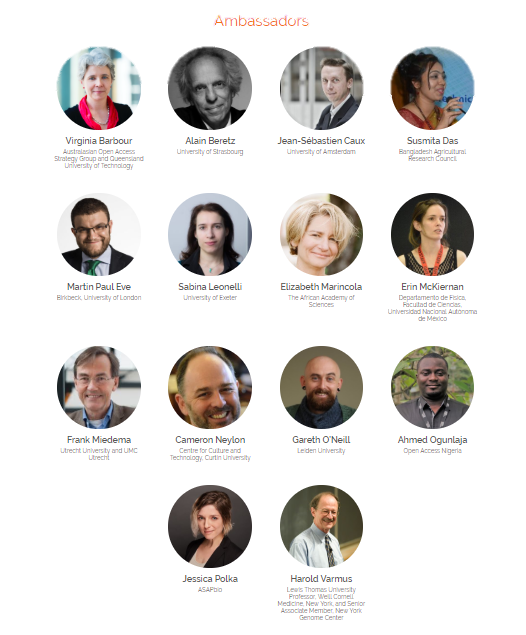 Ambassadors
Virginia Barbour
Australasian Open Access
Strategy Group and Queensland
University of Technology
Alain Beretz
University of Strasbourg
Jean-Sébastien Caux
University of Amsterdam
Susmita Das
Bangladesh Agricultural
Research Council
Martin Paul Eve
Birkbeck, University of London
Sabina Leonelli
University of Exeter
Elizabeth Marincola
The African Academy of
Sciences
Erin McKiernan
Departamento de Física,
Facultad de Ciencias,
Universidad Nacional Autónoma
de México
Frank Miedema
Utrecht University and UMC
Utrecht
Cameron Neylon
Centre for Culture and
Technology, Curtin University
Gareth O'Neill
Leiden University
Ahmed Ogunlaja
Open Access Nigeria
Jessica Polka
ASAPbio
Harold Varmus
Lewis Thomas University
Professor, Weill Cornell
Medicine, New York, and Senior
Associate Member, New York
Genome Center